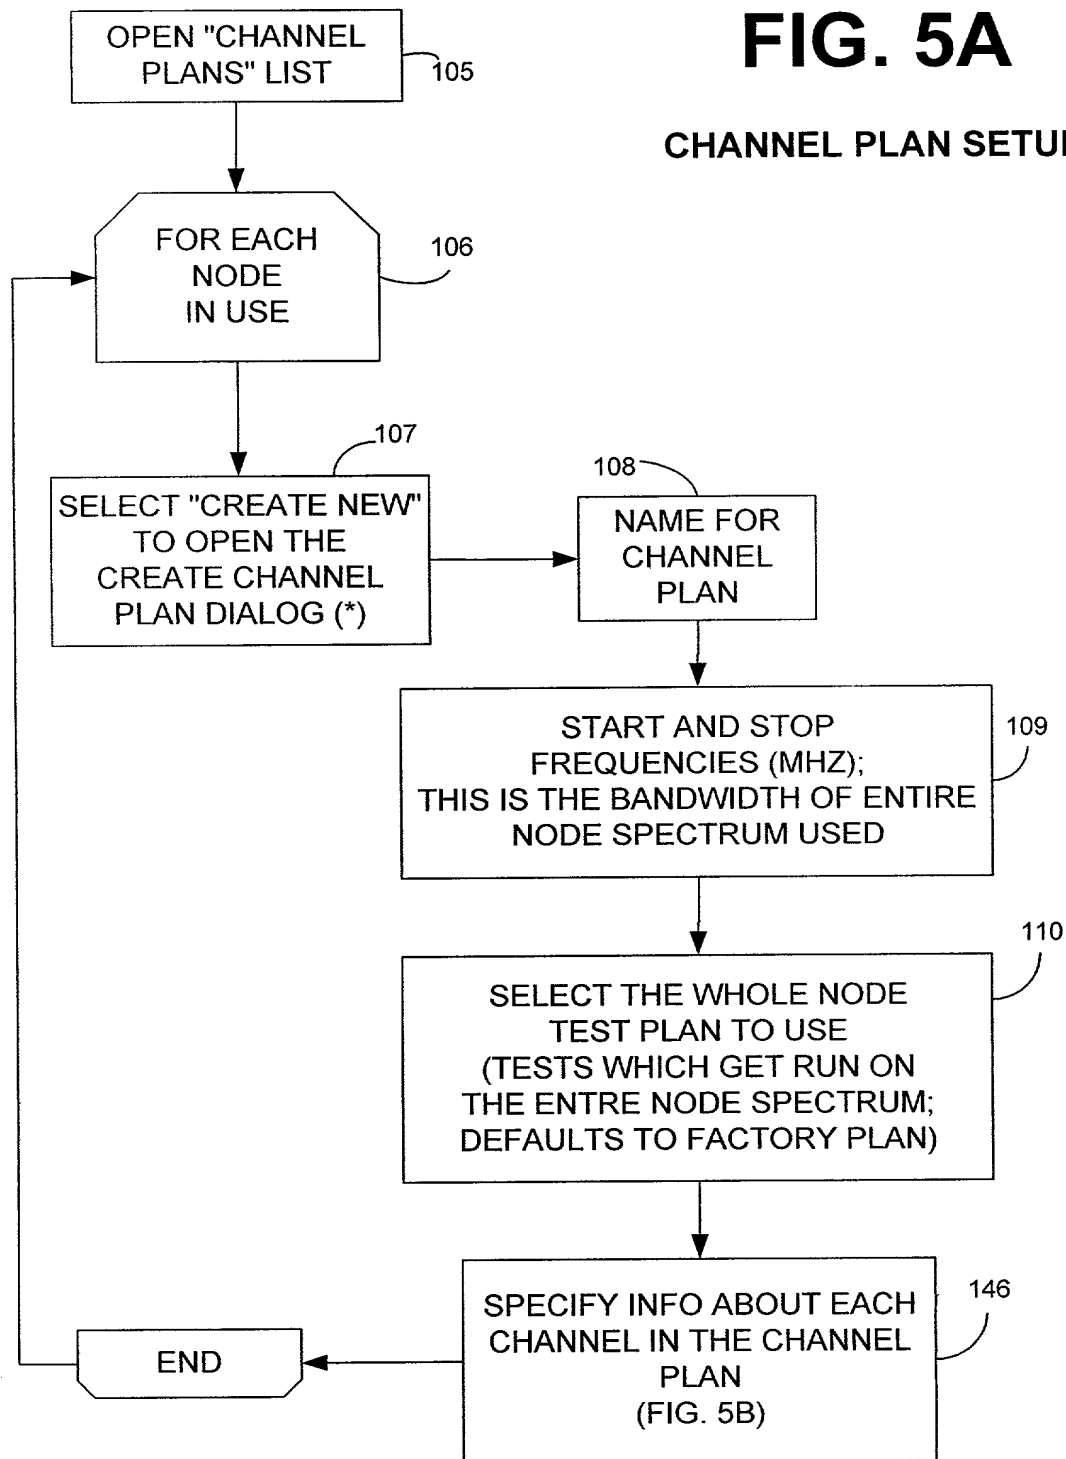 FIG. 5A
CHANNEL PLAN SETUP
OPEN "CHANNEL
PLANS" LIST
105
FOR EACH
NODE
IN USE
106
107
SELECT "CREATE NEW"
TO OPEN THE
CREATE CHANNEL
PLAN DIALOG (*)
108
NAME FOR
CHANNEL
PLAN
START AND STOP
FREQUENCIES (MHZ);
THIS IS THE BANDWIDTH OF ENTIRE
NODE SPECTRUM USED
109
110
SELECT THE WHOLE NODE
TEST PLAN TO USE
(TESTS WHICH GET RUN ON
THE ENTRE NODE SPECTRUM;
DEFAULTS TO FACTORY PLAN)
SPECIFY INFO ABOUT EACH
CHANNEL IN THE CHANNEL
PLAN
(FIG. 5B)
146
END